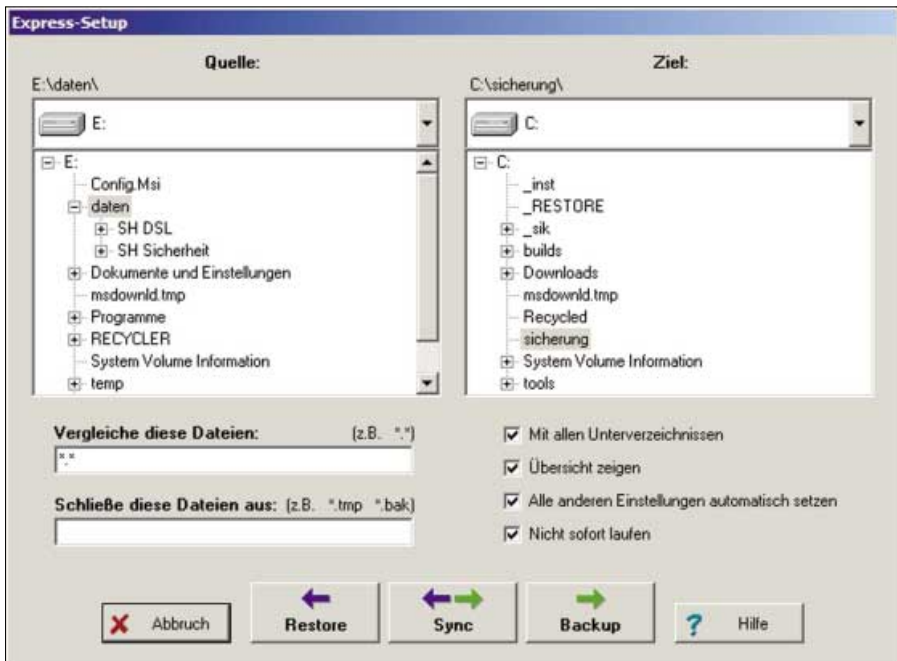 Express-Setup
Quelle:
E:\daten\
E:
E:
Config.Msi
daten
SH DSL
SH Sicherheit
Dokumente und Einstellungen
msdownld.tmp
Programme
RECYCLER
System Volume Information
temp
Ziel:
C:\sicherung\
C:
C:
_inst
_RESTORE
_sik
builds
Downloads
msdownld.tmp
Recycled
sicherung
System Volume Information
tools
Vergleiche diese Dateien: (z.B. *.*)
*.*
Schließe diese Dateien aus: (z.B. *.tmp *.bak)
Mit allen Unterverzeichnissen
Übersicht zeigen
Alle anderen Einstellungen automatisch setzen
Nicht sofort laufen
Abbruch
Restore
Sync
Backup
? Hilfe